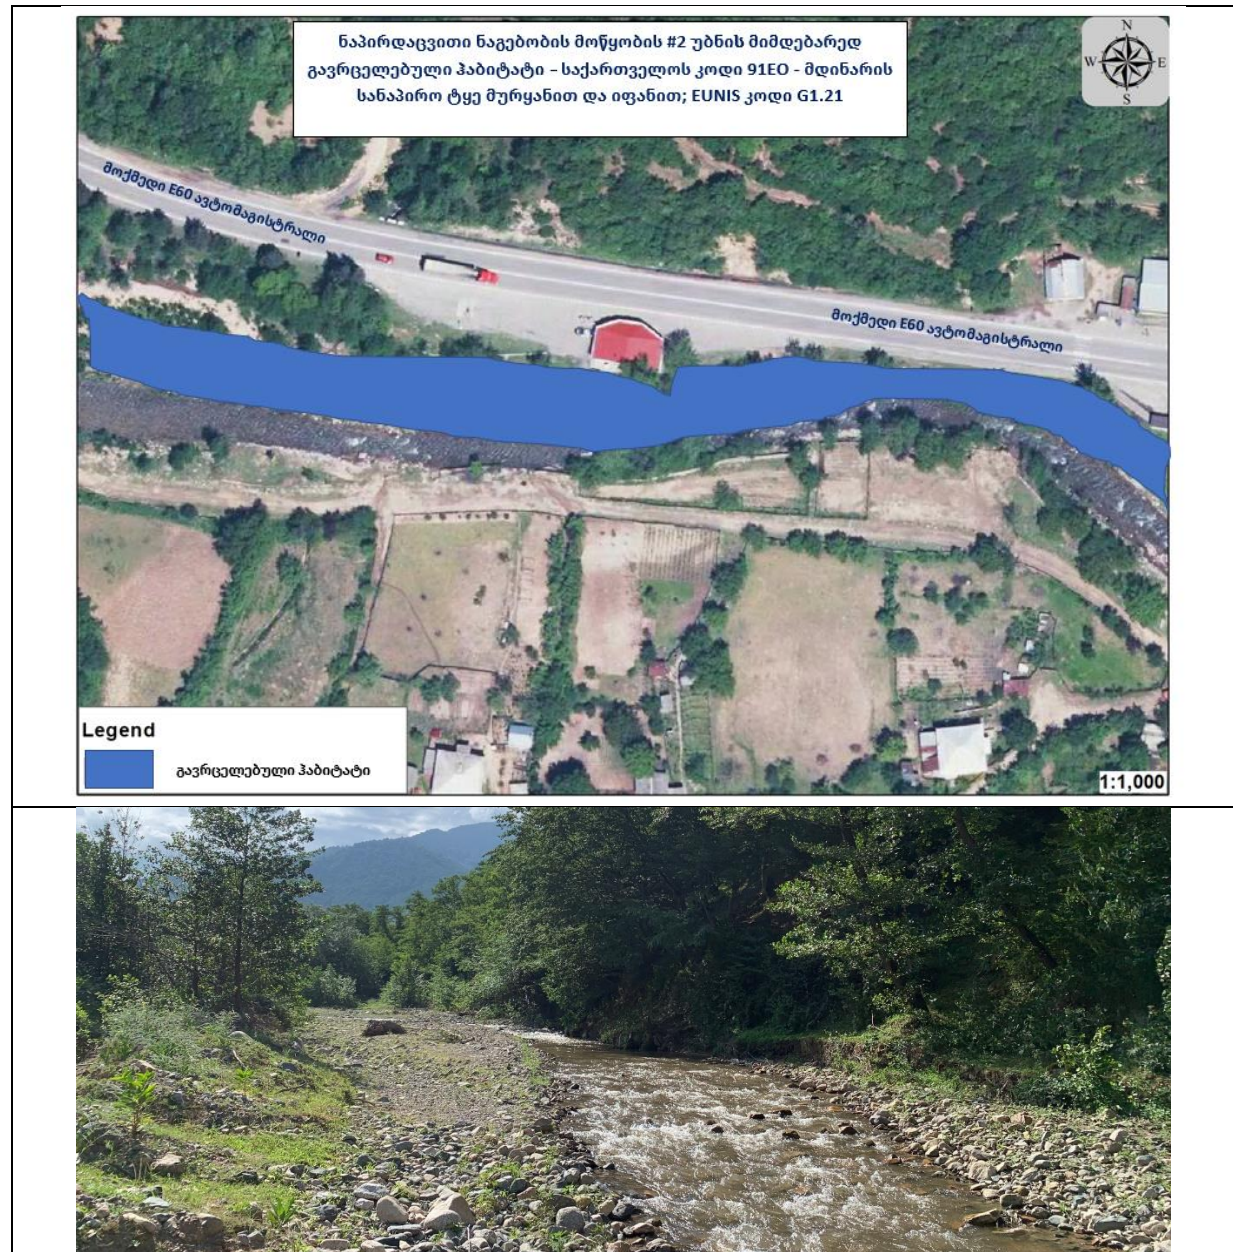 ნაპირდაცვითი ნაგებობის მოწყობის #2 უბნის მიმდებარედ
გავრცელებული ჰაბიტატი – საქართველოს კოდი 91EO - მდინარის
სანაპირო ტყე მურყანით და იფანით; EUNIS კოდი G1.21
N
W
E
S
მოქმედი E60 ავტომაგისტრალი
მოქმედი E60 ავტომაგისტრალი
Legend
გავრცელებული ჰაბიტატი
1:1,000